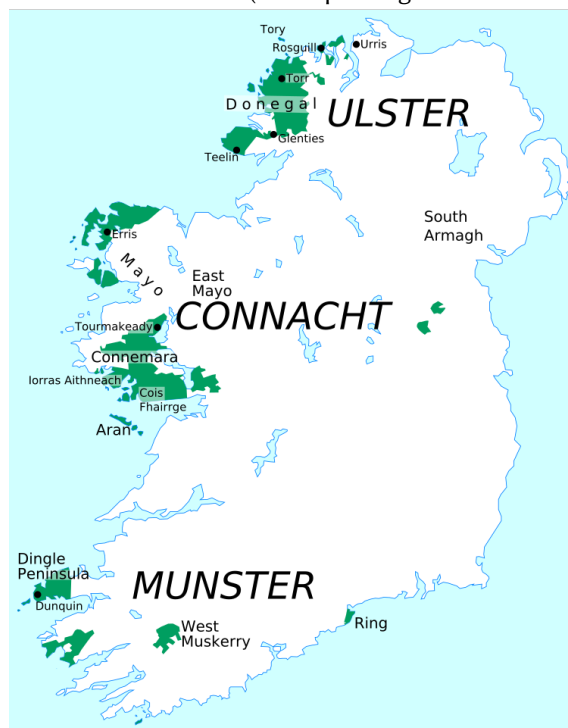 Tory
Rosguill
Urris
Torr
Donegal
ULSTER
Glenties
Teelin
South
Armagh
Erris
Mayo
East
Mayo
CONNACHT
Tourmakeady
Connemara
Iorras Aithneach
Cois
Fhairrge
Aran
Dingle
Peninsula
Dunquin
MUNSTER
West
Muskerry
Ring